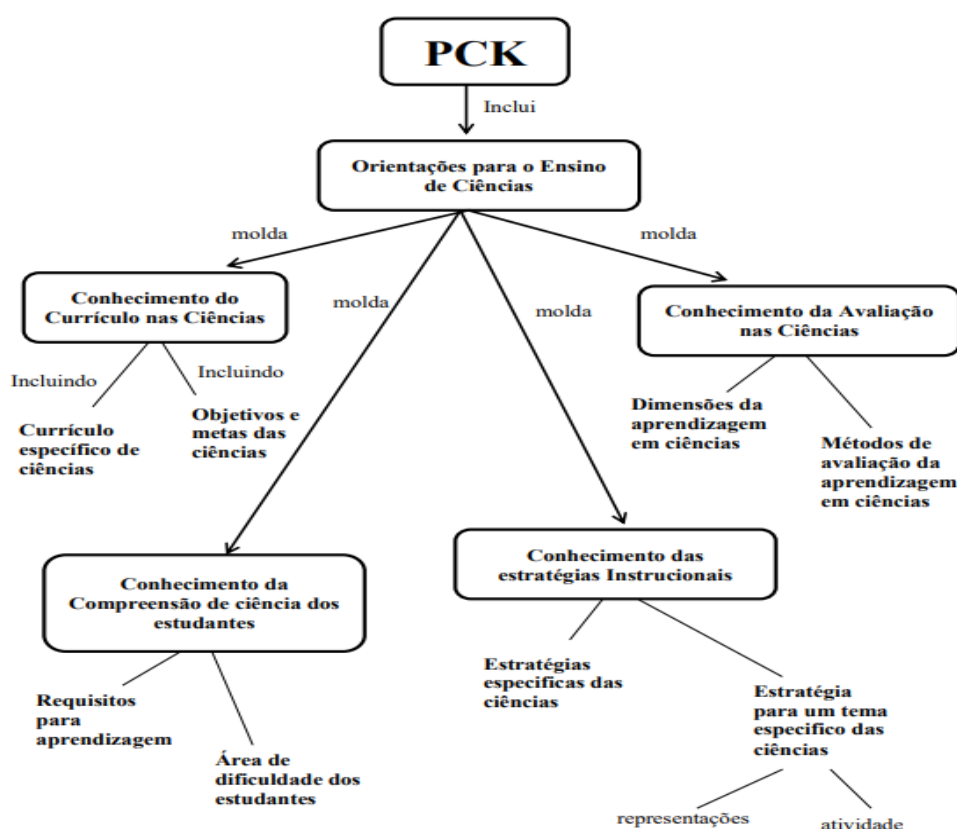 PCK
Inclui
Orientações para o Ensino
de Ciências
molda
molda
molda
molda
Conhecimento do
Currículo nas Ciências
Conhecimento da Avaliação
nas Ciências
Incluindo
Incluindo
Currículo
específico de
ciências
Objetivos e
metas das
ciências
Dimensões da
aprendizagem
em ciências
Métodos de
avaliação da
aprendizagem
em ciências
Conhecimento da
Compreensão de ciência dos
estudantes
Conhecimento das
estratégias Instrucionais
Requisitos
para
aprendizagem
Área de
dificuldade dos
estudantes
Estratégias
especificas das
ciências
Estratégia
para um tema
especifico das
ciências
representações
atividade